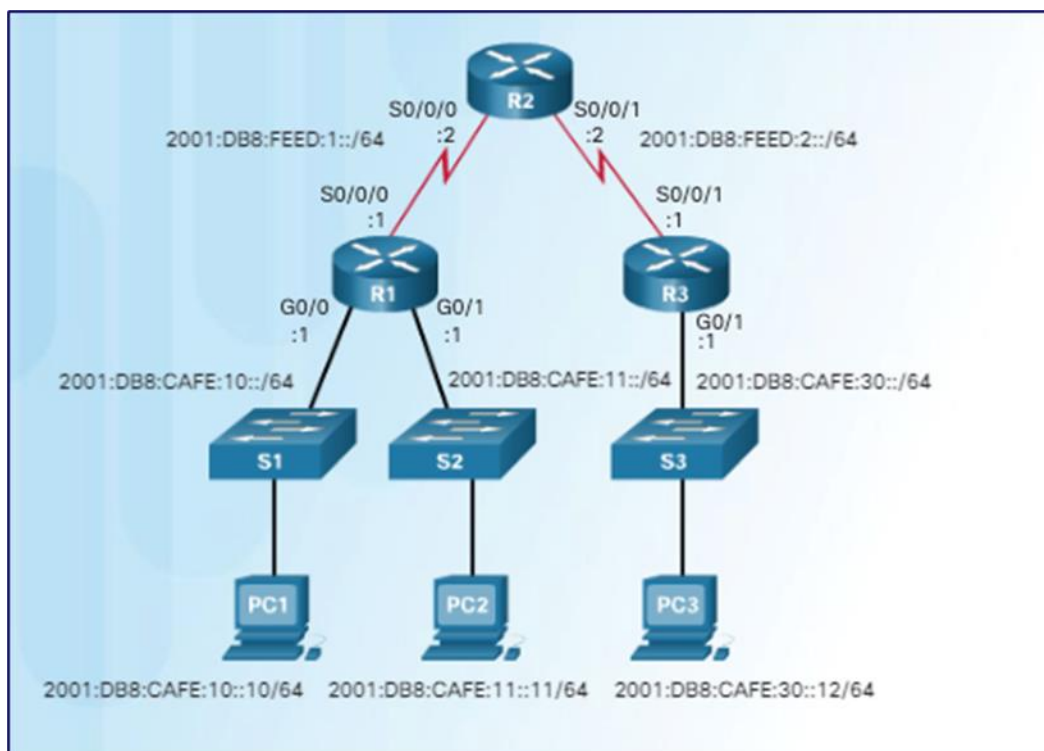 R2
S0/0/0
:2
S0/0/1
:2
2001:DB8:FEED:1::/64
2001:DB8:FEED:2::/64
S0/0/0
:1
S0/0/1
:1
R1
R3
G0/0
:1
G0/1
:1
G0/1
:1
2001:DB8:CAFE:10::/64
2001:DB8:CAFE:11::/64
2001:DB8:CAFE:30::/64
S1
S2
S3
PC1
PC2
PC3
2001:DB8:CAFE:10::10/64
2001:DB8:CAFE:11::11/64
2001:DB8:CAFE:30::12/64